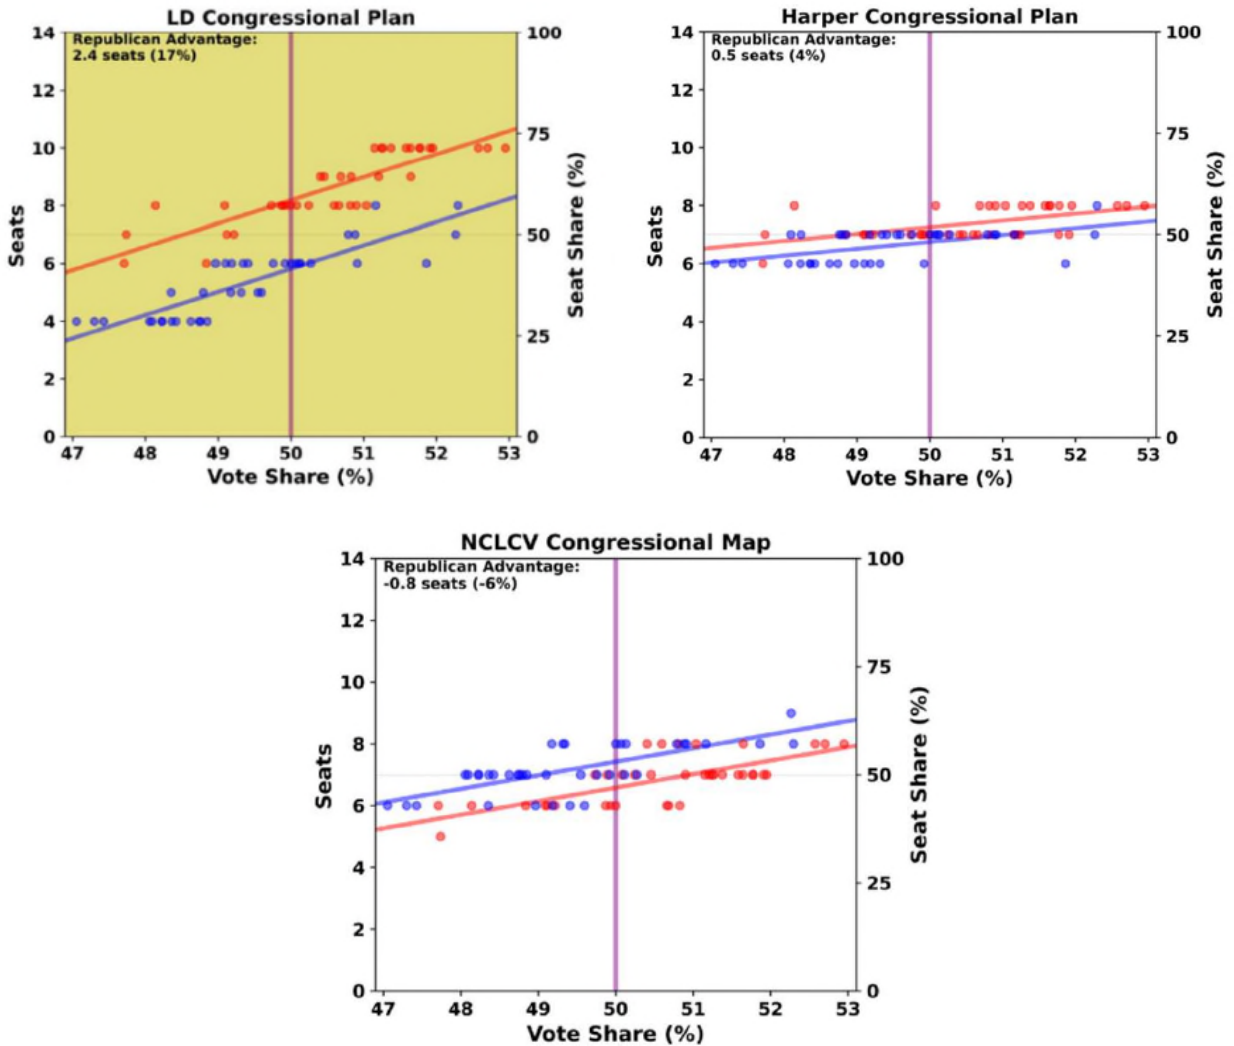 LD Congressional Plan
Republican Advantage:
2.4 seats (17%)
14
12
10
8
6
4
2
0
Seats
100
75
50
25
0
Seat Share (%)
47 48 49 50 51 52 53
Vote Share (%)
Harper Congressional Plan
Republican Advantage:
0.5 seats (4%)
14
12
10
8
6
4
2
0
Seats
100
75
50
25
0
Seat Share (%)
47 48 49 50 51 52 53
Vote Share (%)
NCLCV Congressional Map
Republican Advantage:
-0.8 seats (-6%)
14
12
10
8
6
4
2
0
Seats
100
75
50
25
0
Seat Share (%)
47 48 49 50 51 52 53
Vote Share (%)